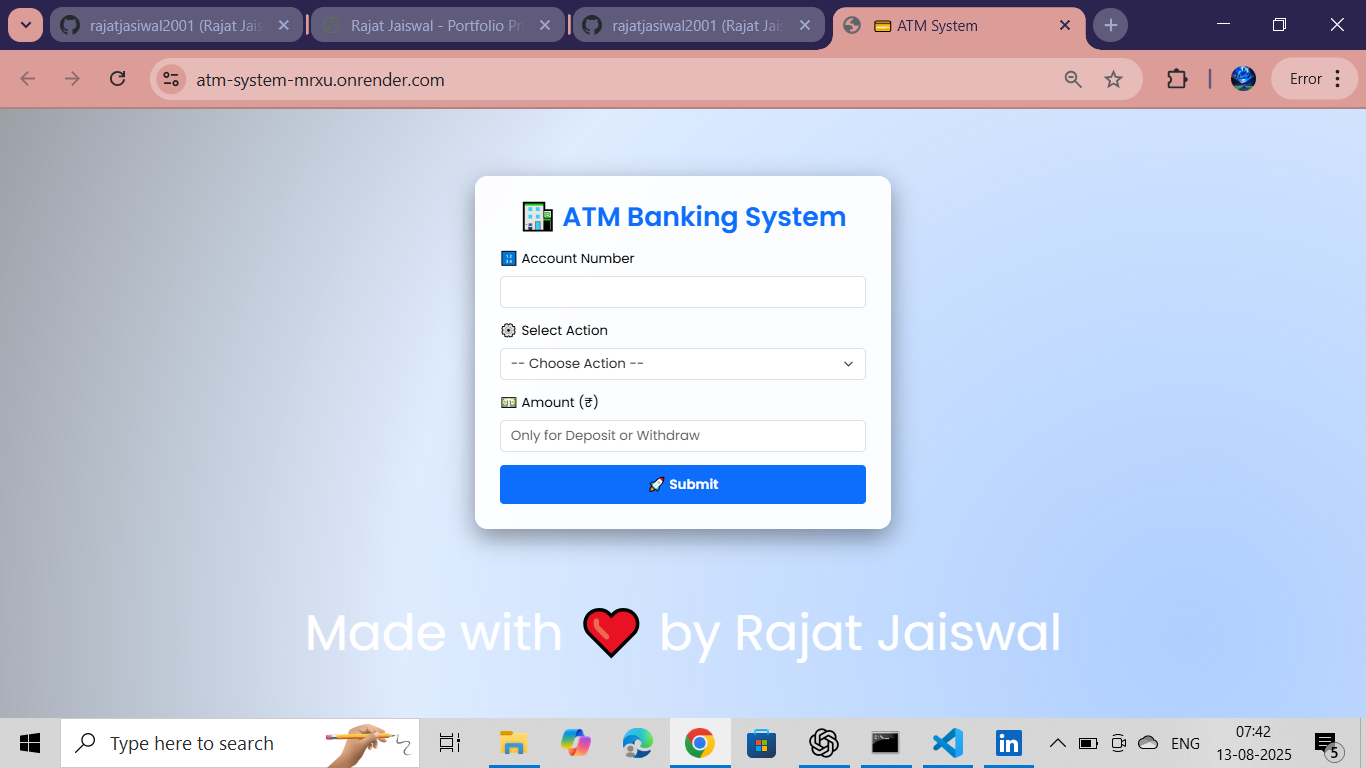 rajatjasiwal2001 (Rajat Jais
Rajat Jaiswal - Portfolio Pr
rajatjasiwal2001 (Rajat Jais
ATM System
atm-system-mrxu.onrender.com
Error
ATM Banking System
Account Number
Select Action
-- Choose Action --
Amount (₹)
Only for Deposit or Withdraw
Submit
Made with ❤ by Rajat Jaiswal
Type here to search
ENG
07:42
13-08-2025
5